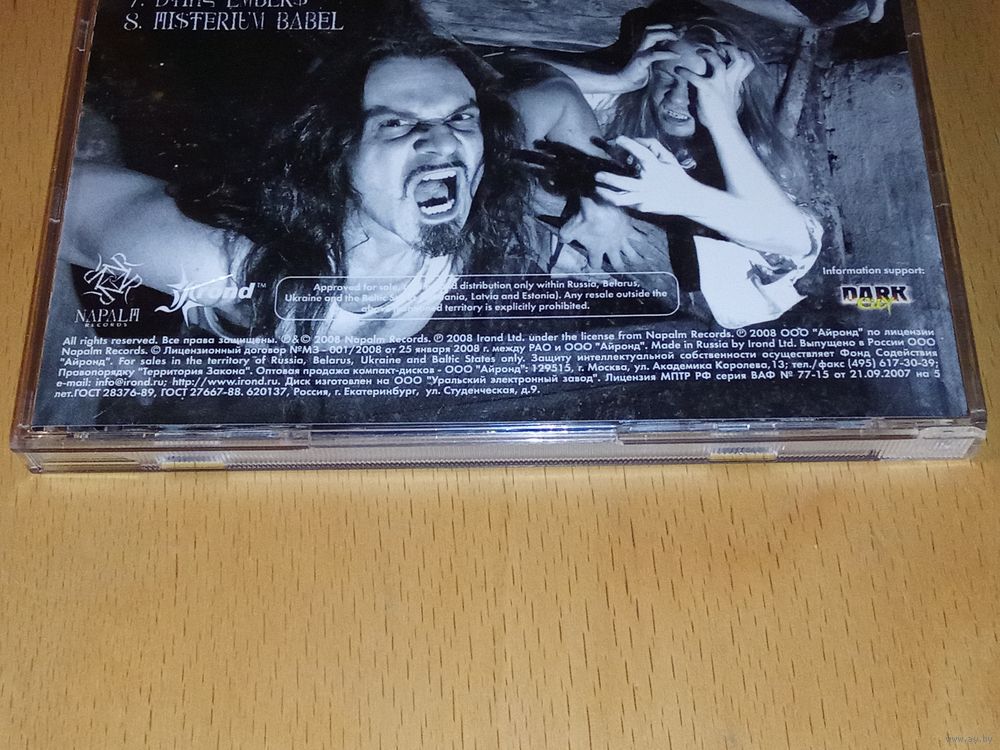 7. DYING EMBERS
8. MISTERIUM BABEL
NAPALM
RECORDS
Irond™
Approved for sale, and distribution only within Russia, Belarus,
Ukraine and the Baltic States Latvia and Estonia). Any resale outside the
territory is explicitly prohibited.
Information support:
DARK
City
All rights reserved. Все права защищены. ℗&© 2008 Napalm Records. ℗ 2008 Irond Ltd. under the license from Napalm Records. ℗ 2008 ООО "Айронд" по лицензии
Napalm Records. © Лицензионный договор №МЗ - 001/2008 от 25 января 2008 г. между РАО и ООО "Айронд". Made in Russia by Irond Ltd. Выпущено в России ООО
"Айронд". For sales in the territory of Russia, Belarus, Ukraine and Baltic States only. Защиту интеллектуальной собственности осуществляет Фонд Содействия
Правопорядку "Территория Закона". Оптовая продажа компакт-дисков - ООО "Айронд": 129515, г. Москва, ул. Академика Королева,13; тел./факс (495) 617-30-39;
e-mail: info@irond.ru; http://www.irond.ru. Диск изготовлен на ООО "Уральский электронный завод". Лицензия МПТР РФ серия ВАФ № 77-15 от 21.09.2007 на 5
лет.ГОСТ 28376-89, ГОСТ 27667-88. 620137, Россия, г. Екатеринбург, ул. Студенческая, д.9.
www.ay.by